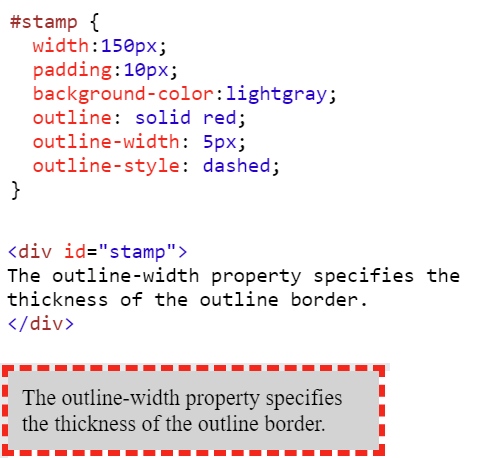 #stamp {
  width:150px;
  padding:10px;
  background-color:lightgray;
  outline: solid red;
  outline-width: 5px;
  outline-style: dashed;
}
<div id="stamp">
The outline-width property specifies the
thickness of the outline border.
</div>
The outline-width property specifies
the thickness of the outline border.